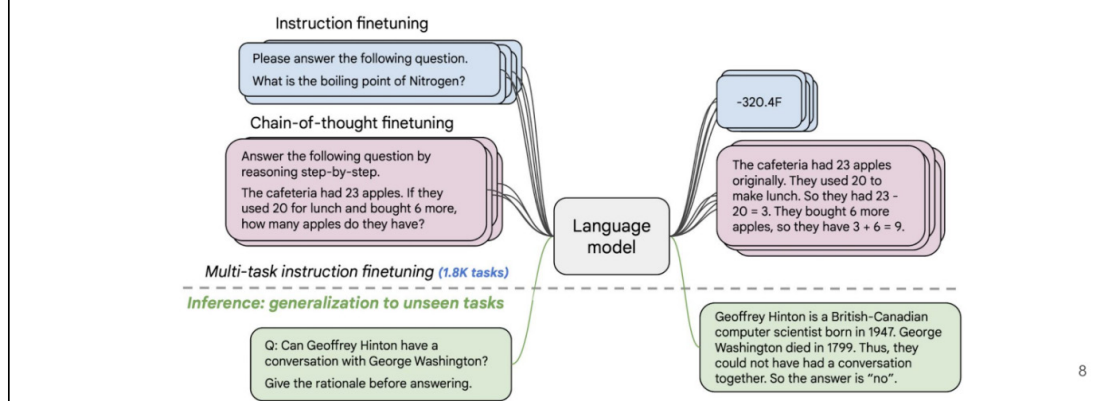 Instruction finetuning
Please answer the following question.
What is the boiling point of Nitrogen?
-320.4F
Chain-of-thought finetuning
Answer the following question by
reasoning step-by-step.
The cafeteria had 23 apples. If they
used 20 for lunch and bought 6 more,
how many apples do they have?
Language
model
The cafeteria had 23 apples
originally. They used 20 to
make lunch. So they had 23 -
20 = 3. They bought 6 more
apples, so they have 3 + 6 = 9.
Multi-task instruction finetuning (1.8K tasks)
Inference: generalization to unseen tasks
Q: Can Geoffrey Hinton have a
conversation with George Washington?
Give the rationale before answering.
Geoffrey Hinton is a British-Canadian
computer scientist born in 1947. George
Washington died in 1799. Thus, they
could not have had a conversation
together. So the answer is “no”.
8